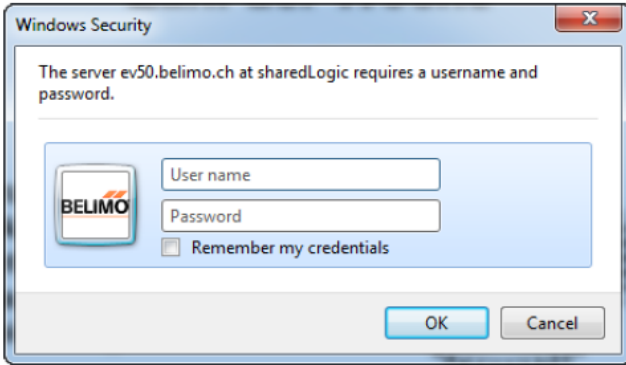 Windows Security
The server ev50.belimo.ch at sharedLogic requires a username and
password.
User name
BELIMO
Password
Remember my credentials
OK
Cancel